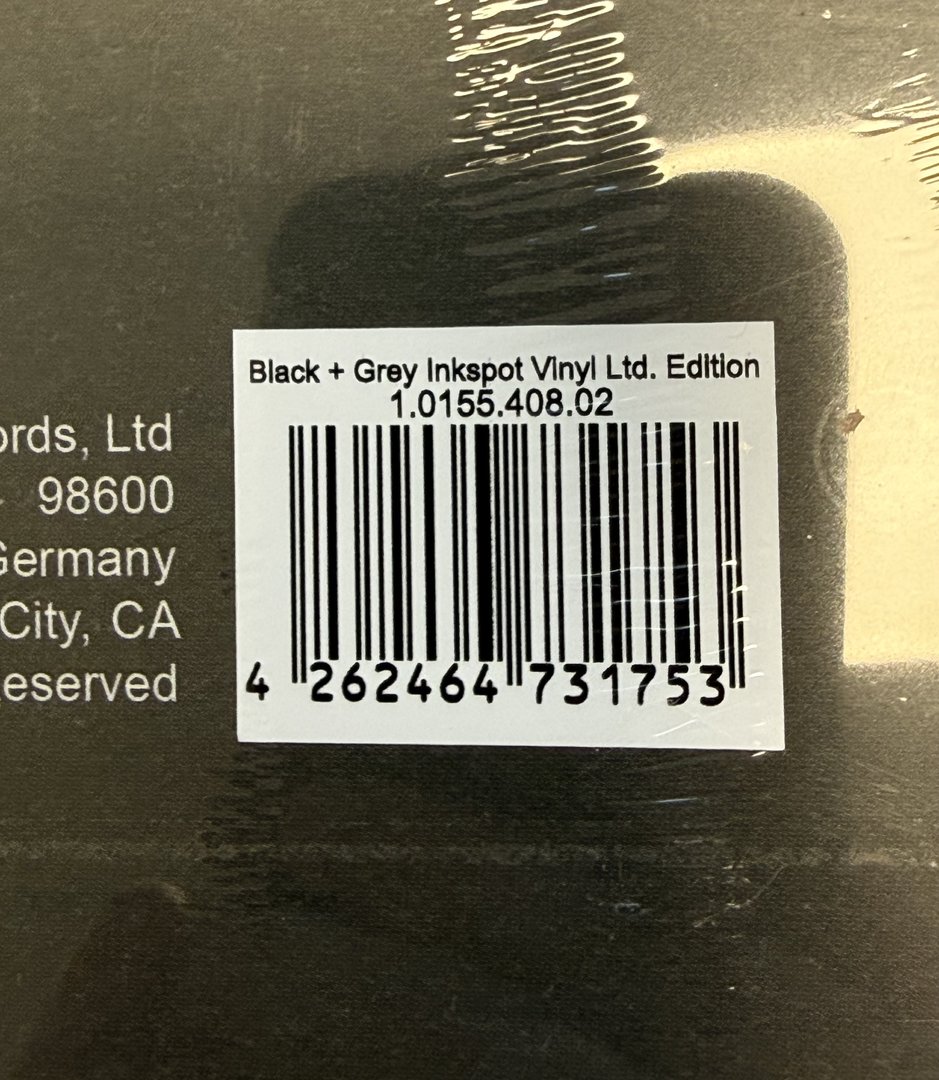 Black + Grey Inkspot Vinyl Ltd. Edition
1.0155.408.02
4 262464 731753
ords, Ltd
98600
Germany
City, CA
eserved